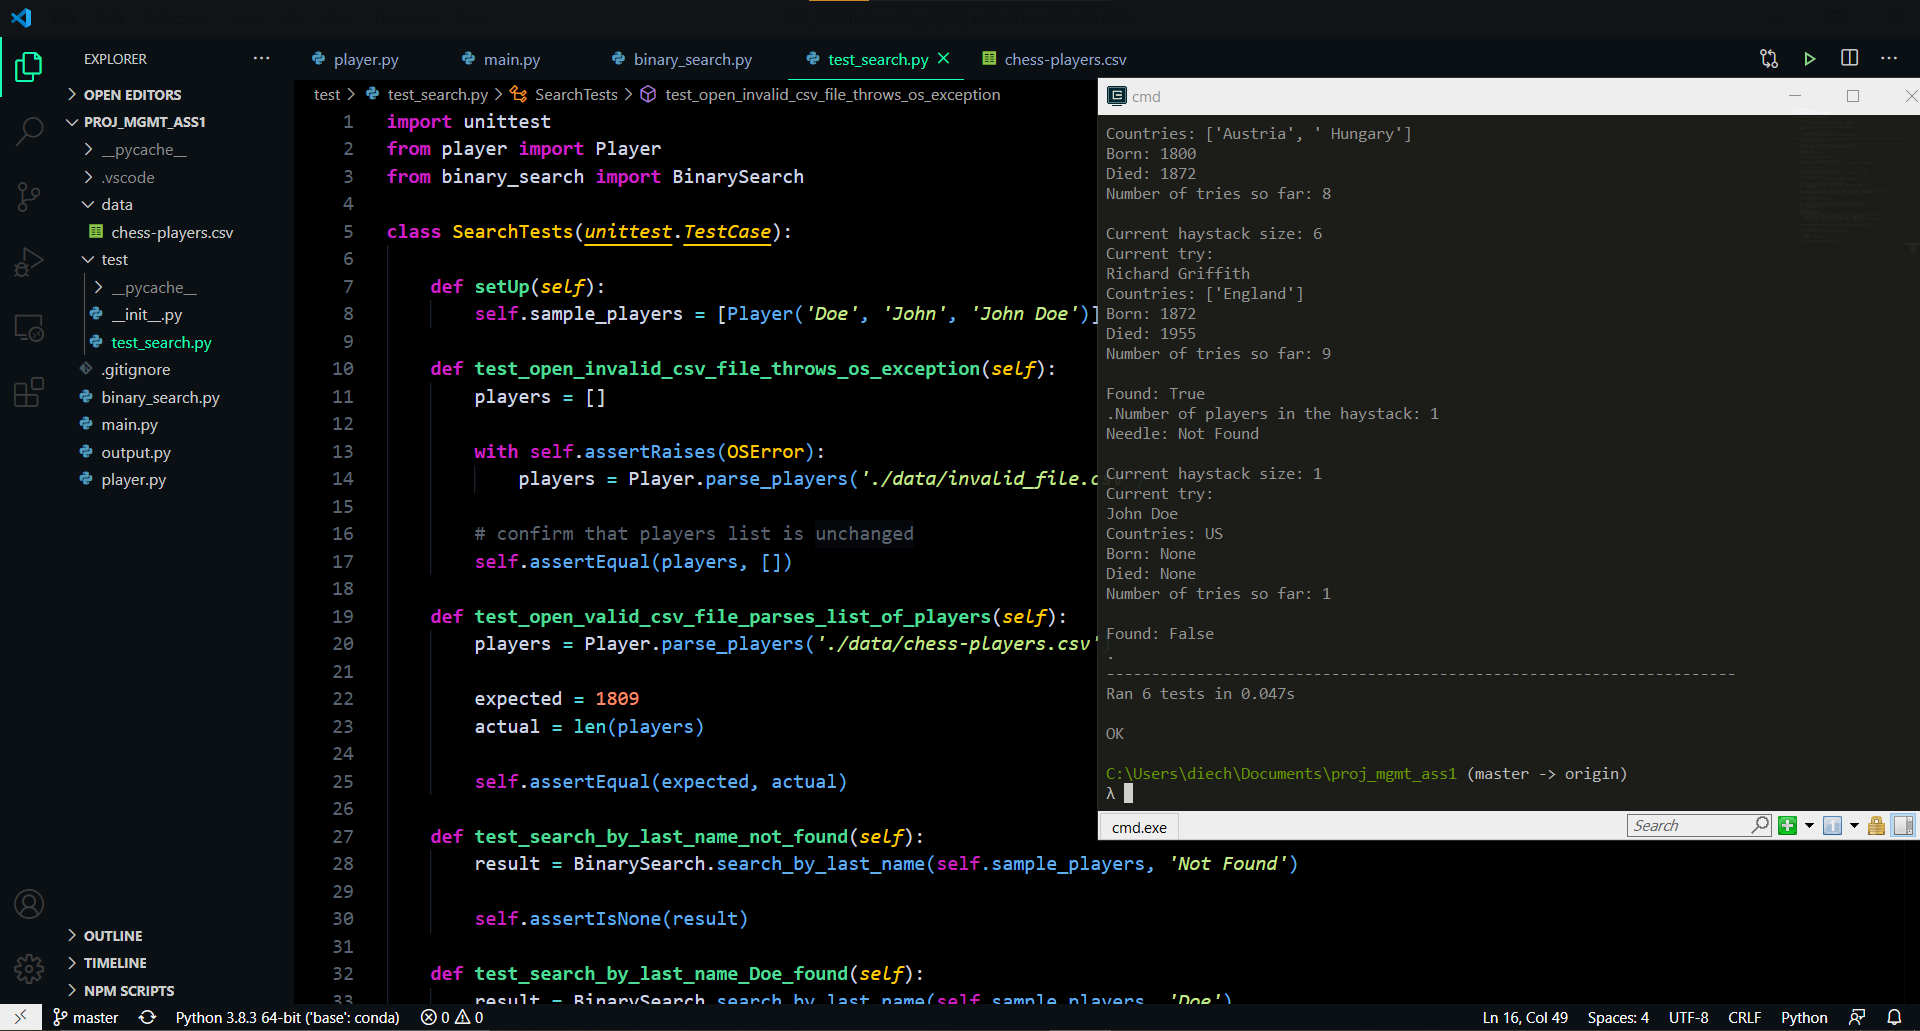 EXPLORER
OPEN EDITORS
PROJ_MGMT_ASS1
__pycache__
.vscode
data
chess-players.csv
test
__pycache__
__init__.py
test_search.py
.gitignore
binary_search.py
main.py
output.py
player.py
OUTLINE
TIMELINE
NPM SCRIPTS
player.py
main.py
binary_search.py
test_search.py
chess-players.csv
test > test_search.py > SearchTests > test_open_invalid_csv_file_throws_os_exception
1 import unittest
2 from player import Player
3 from binary_search import BinarySearch
4
5 class SearchTests(unittest.TestCase):
6
7 def setUp(self):
8 self.sample_players = [Player('Doe', 'John', 'John Doe')]
9
10 def test_open_invalid_csv_file_throws_os_exception(self):
11 players = []
12
13 with self.assertRaises(OSError):
14 players = Player.parse_players('./data/invalid_file.c
15
16 # confirm that players list is unchanged
17 self.assertEqual(players, [])
18
19 def test_open_valid_csv_file_parses_list_of_players(self):
20 players = Player.parse_players('./data/chess-players.csv'
21
22 expected = 1809
23 actual = len(players)
24
25 self.assertEqual(expected, actual)
26
27 def test_search_by_last_name_not_found(self):
28 result = BinarySearch.search_by_last_name(self.sample_players, 'Not Found')
29
30 self.assertIsNone(result)
31
32 def test_search_by_last_name_Doe_found(self):
33 result = BinarySearch.search_by_last_name(self.sample_players, 'Doe')
cmd
Countries: ['Austria', ' Hungary']
Born: 1800
Died: 1872
Number of tries so far: 8
Current haystack size: 6
Current try:
Richard Griffith
Countries: ['England']
Born: 1872
Died: 1955
Number of tries so far: 9
Found: True
.Number of players in the haystack: 1
Needle: Not Found
Current haystack size: 1
Current try:
John Doe
Countries: US
Born: None
Died: None
Number of tries so far: 1
Found: False
.
----------------------------------------------------------------------
Ran 6 tests in 0.047s
OK
C:\Users\diech\Documents\proj_mgmt_ass1 (master -> origin)
λ
cmd.exe
Search
master
Python 3.8.3 64-bit ('base': conda)
0 0
Ln 16, Col 49
Spaces: 4
UTF-8
CRLF
Python